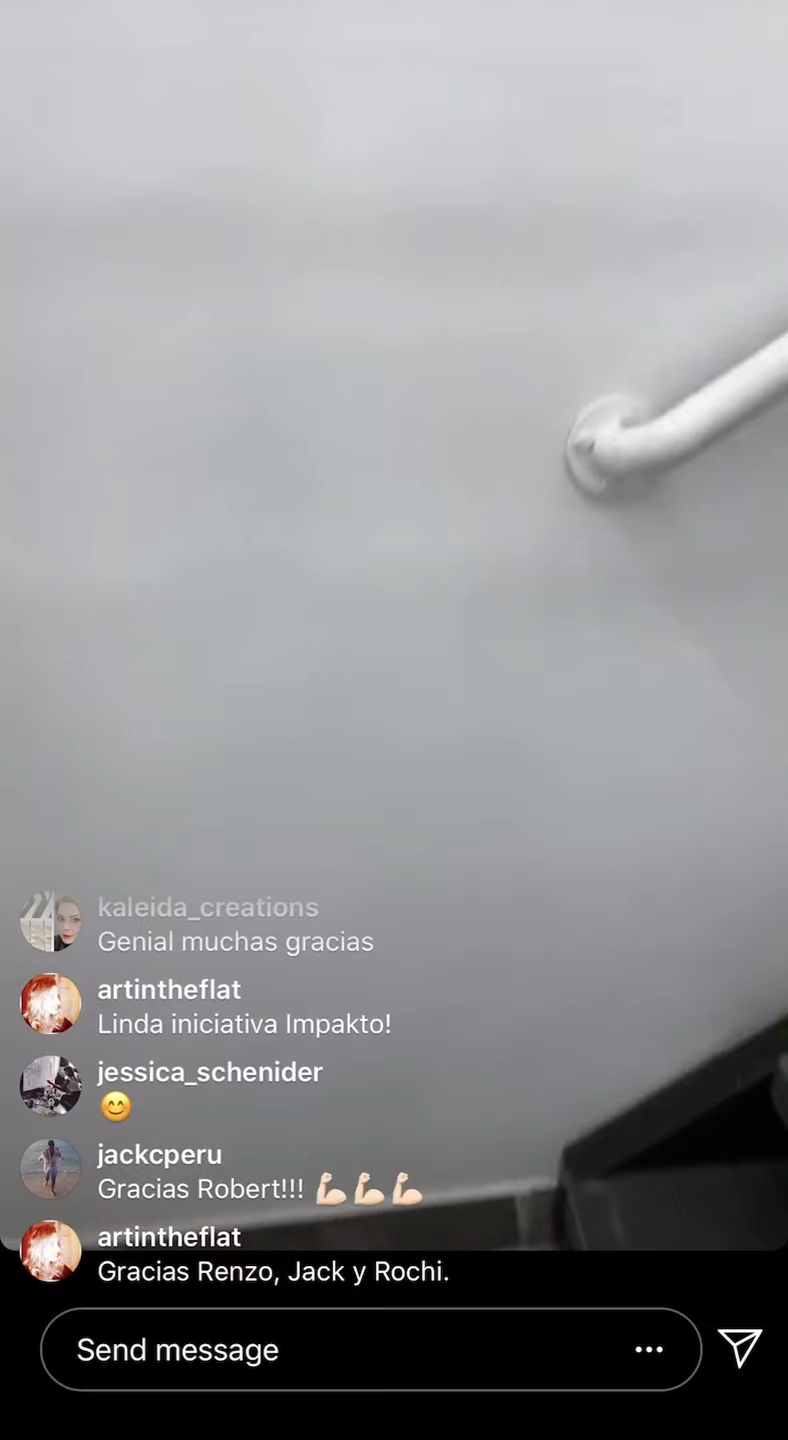 kaleida_creations
Genial muchas gracias
artintheflat
Linda iniciativa Impakto!
jessica_schenider
😊
jackcperu
Gracias Robert!!! 💪🏻💪🏻💪🏻
artintheflat
Gracias Renzo, Jack y Rochi.
Send message